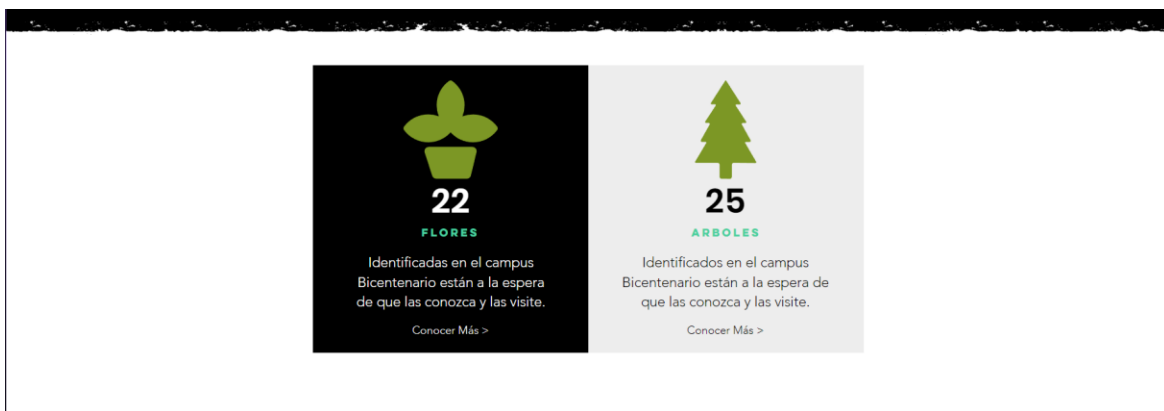 22
FLORES
Identificadas en el campus
Bicentenario están a la espera
de que las conozca y las visite.
Conocer Más >
25
ARBOLES
Identificados en el campus
Bicentenario están a la espera de
que las conozca y las visite.
Conocer Más >